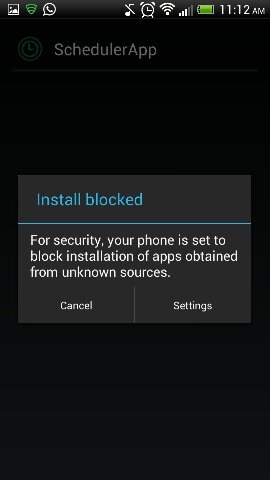 11:12 AM
SchedulerApp
Install blocked
For security, your phone is set to
block installation of apps obtained
from unknown sources.
Cancel Settings